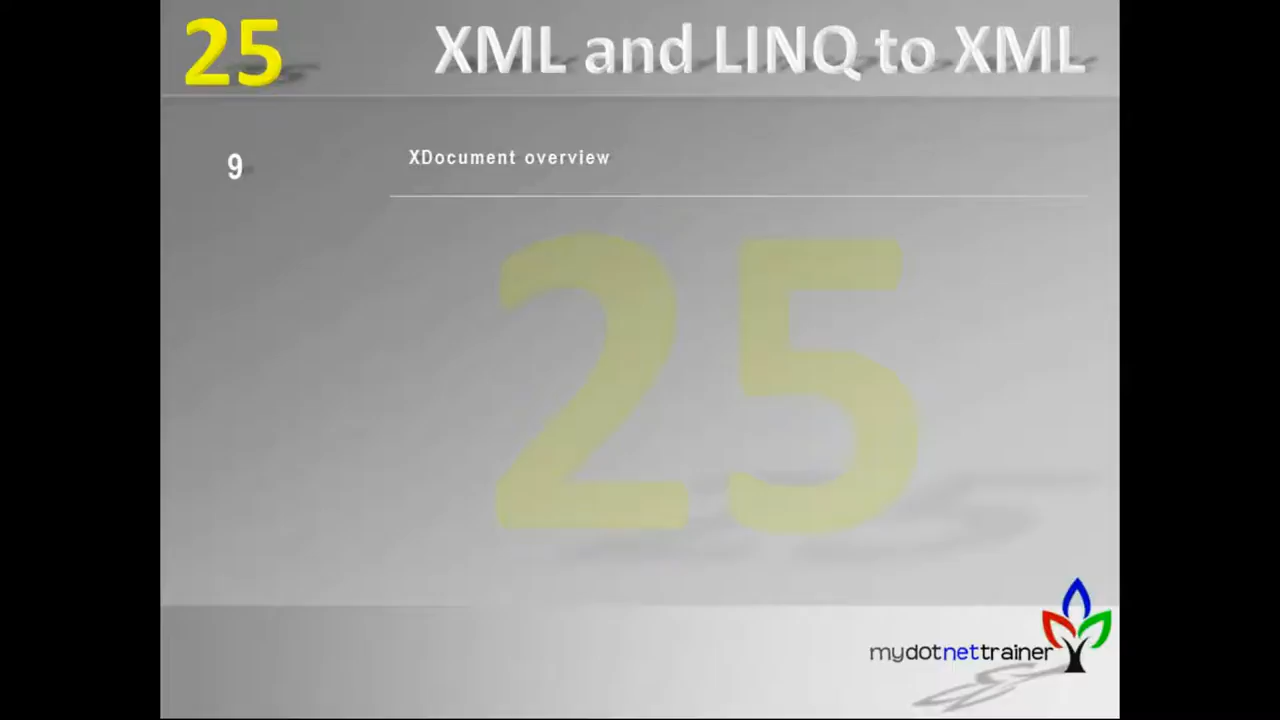 25
XML and LINQ to XML
9
XDocument overview
25
mydotnettrainer